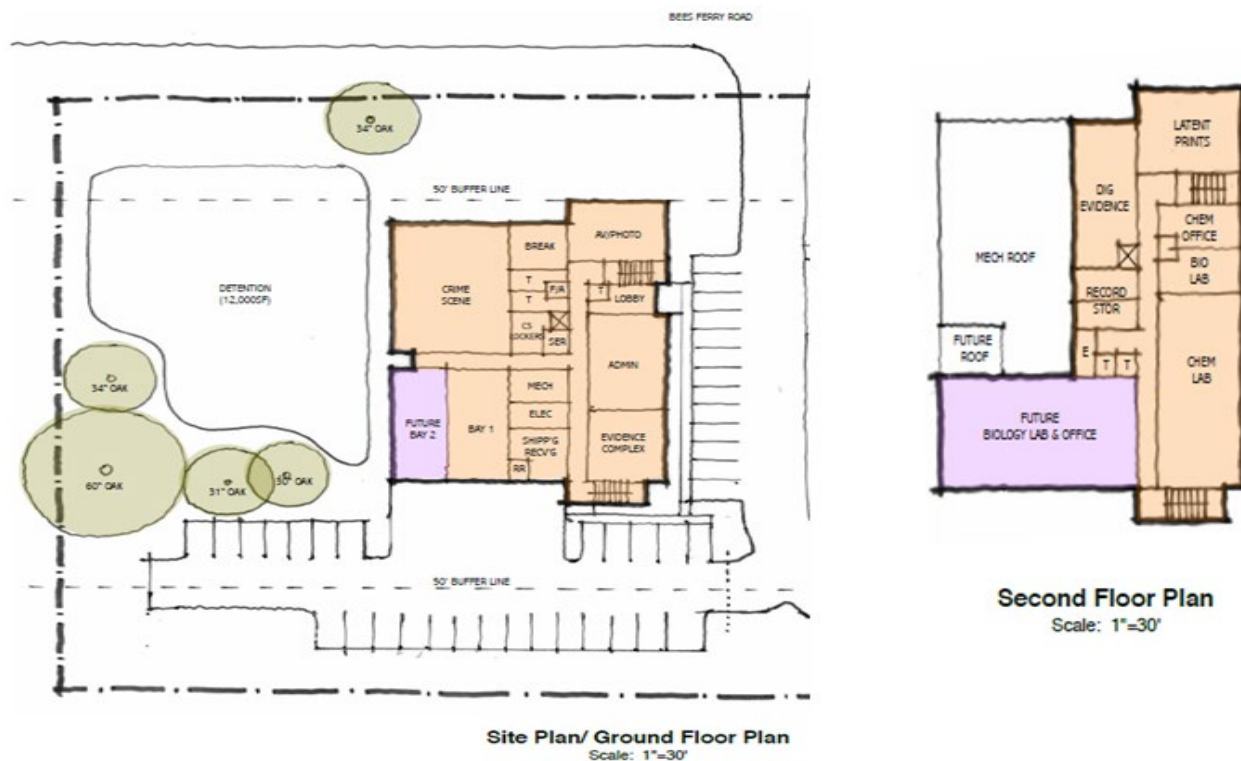 BEES FERRY ROAD
34" OAK
50' BUFFER LINE
DETENTION
(12,000SF)
CRIME
SCENE
BREAK
T
T
F/A
CS
LOCKERS
SER
AV/PHOTO
T
LOBBY
ADMIN
MECH
ELEC
SHIPP'G
RECV'G
RR
EVIDENCE
COMPLEX
FUTURE
BAY 2
BAY 1
34" OAK
60" OAK
31" OAK
30" OAK
50' BUFFER LINE
Site Plan/ Ground Floor Plan
Scale: 1"=30'
LATENT
PRINTS
DIG
EVIDENCE
CHEM
OFFICE
BIO
LAB
MECH ROOF
RECORD
STOR
FUTURE
ROOF
E
T
T
CHEM
LAB
FUTURE
BIOLOGY LAB & OFFICE
Second Floor Plan
Scale: 1"=30'